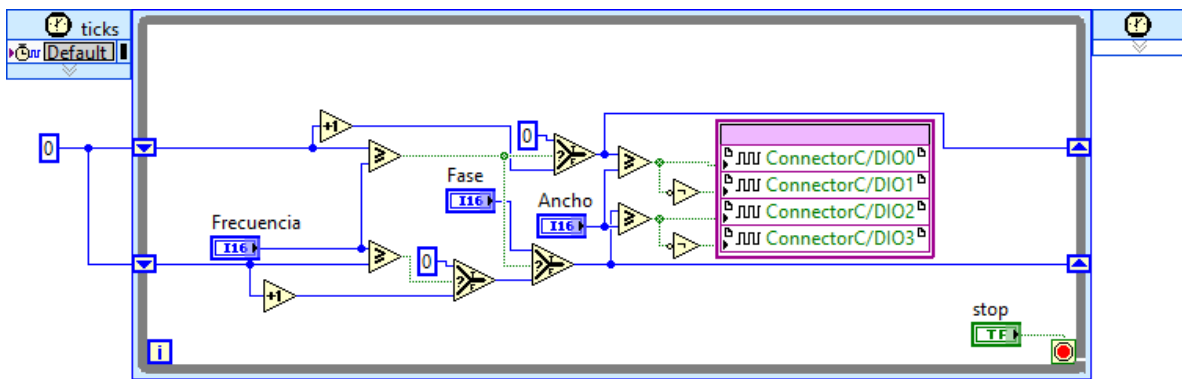 ticks
Default
0
+1
0
Fase
I16
Ancho
I16
Frecuencia
I16
0
+1
ConnectorC/DIO0
ConnectorC/DIO1
ConnectorC/DIO2
ConnectorC/DIO3
? T F
? T F
? T F
stop
TF
i